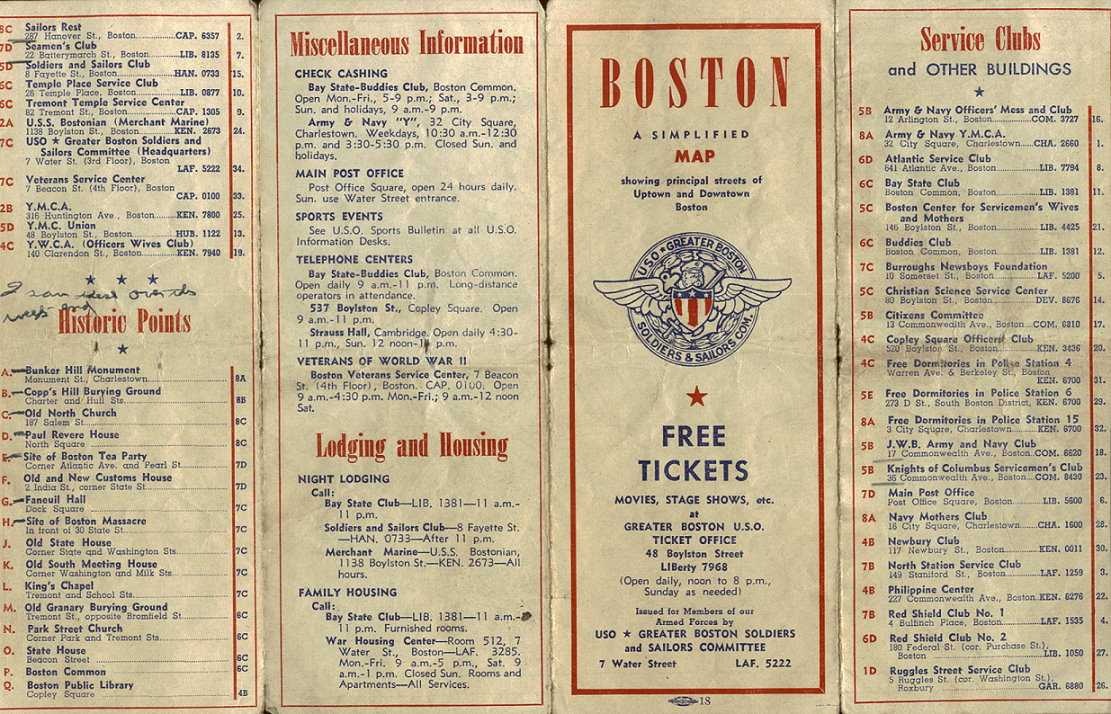 8C Sailors Rest
287 Hanover St., Boston CAP. 6357 2.
7D Seamen's Club
22 Batterymarch St., Boston LIB. 8135 7.
5D Soldiers and Sailors Club
8 Fayette St., Boston HAN. 0733 15.
6C Temple Place Service Club
26 Temple Place, Boston LIB. 0877 10.
6C Tremont Temple Service Center
82 Tremont St., Boston CAP. 1305 9.
2A U.S.S. Bostonian (Merchant Marine)
1138 Boylston St., Boston KEN. 2673 24.
7C USO ★ Greater Boston Soldiers and
Sailors Committee (Headquarters)
7 Water St. (3rd Floor), Boston
LAF. 5222 34.
7C Veterans Service Center
7 Beacon St. (4th Floor), Boston
CAP. 0100 33.
2B Y.M.C.A.
316 Huntington Ave., Boston KEN. 7800 25.
5D Y.M.C. Union
48 Boylston St., Boston HUB. 1122 13.
4C Y.W.C.A. (Officers Wives Club)
140 Clarendon St., Boston KEN. 7940 19.
★ ★ ★
I saw these over the
week end
Historic Points
★
A. Bunker Hill Monument
Monument St., Charlestown 8A
B. Copp's Hill Burying Ground
Charter and Hull Sts. 8B
C. Old North Church
187 Salem St. 8C
D. Paul Revere House
North Square 8C
E. Site of Boston Tea Party
Corner Atlantic Ave. and Pearl St. 7D
F. Old and New Customs House
2 India St., corner State St. 7D
G. Faneuil Hall
Dock Square 7C
H. Site of Boston Massacre
In front of 30 State St. 7C
J. Old State House
Corner State and Washington Sts. 7C
K. Old South Meeting House
Corner Washington and Milk Sts. 7C
L. King's Chapel
Tremont and School Sts. 7C
M. Old Granary Burying Ground
Tremont St., opposite Bromfield St. 6C
N. Park Street Church
Corner Park and Tremont Sts. 6C
O. State House
Beacon Street 6C
P. Boston Common 6C
Q. Boston Public Library
Copley Square 4B
Miscellaneous Information
CHECK CASHING
Bay State-Buddies Club, Boston Common.
Open Mon.-Fri., 5-9 p.m.; Sat., 3-9 p.m.;
Sun. and holidays, 9 a.m.-9 p.m.
Army & Navy "Y", 32 City Square,
Charlestown. Weekdays, 10:30 a.m.-12:30
p.m. and 3:30-5:30 p.m. Closed Sun. and
holidays.
MAIN POST OFFICE
Post Office Square, open 24 hours daily.
Sun. use Water Street entrance.
SPORTS EVENTS
See U.S.O. Sports Bulletin at all U.S.O.
Information Desks.
TELEPHONE CENTERS
Bay State-Buddies Club, Boston Common.
Open daily 9 a.m.-11 p.m. Long-distance
operators in attendance.
537 Boylston St., Copley Square. Open
9 a.m.-11 p.m.
Strauss Hall, Cambridge. Open daily 4:30-
11 p.m., Sun. 12 noon- p.m.
VETERANS OF WORLD WAR II
Boston Veterans Service Center, 7 Beacon
St. (4th Floor), Boston. CAP. 0100. Open
9 a.m.-4:30 p.m. Mon.-Fri.; 9 a.m.-12 noon
Sat.
Lodging and Housing
NIGHT LODGING
Call:
Bay State Club—LIB. 1381—11 a.m.-
11 p.m.
Soldiers and Sailors Club—8 Fayette St.
—HAN. 0733—After 11 p.m.
Merchant Marine—U.S.S. Bostonian,
1138 Boylston St.—KEN. 2673—All
hours.
FAMILY HOUSING
Call:
Bay State Club—LIB. 1381—11 a.m.-
11 p.m. Furnished rooms.
War Housing Center—Room 512, 7
Water St., Boston—LAF. 3285.
Mon.-Fri. 9 a.m.-5 p.m., Sat. 9
a.m.-1 p.m. Closed Sun. Rooms and
Apartments—All Services.
BOSTON
A SIMPLIFIED
MAP
showing principal streets of
Uptown and Downtown
Boston
USO ★ GREATER BOSTON
SOLDIERS & SAILORS COM.
★
FREE
TICKETS
MOVIES, STAGE SHOWS, etc.
at
GREATER BOSTON U.S.O.
TICKET OFFICE
48 Boylston Street
LIBerty 7968
(Open daily, noon to 8 p.m.,
Sunday as needed)
Issued for Members of our
Armed Forces by
USO ★ GREATER BOSTON SOLDIERS
and SAILORS COMMITTEE
7 Water Street LAF. 5222
18
Service Clubs
and OTHER BUILDINGS
★
5B Army & Navy Officers' Mess and Club
12 Arlington St., Boston COM. 3727 16.
8A Army & Navy Y.M.C.A.
32 City Square, Charlestown CHA. 2660 1.
6D Atlantic Service Club
641 Atlantic Ave., Boston LIB. 7794 8.
6C Bay State Club
Boston Common, Boston LIB. 1381 11.
5C Boston Center for Servicemen's Wives
and Mothers
146 Boylston St., Boston LIB. 4425 21.
6C Buddies Club
Boston Common, Boston LIB. 1381 12.
7C Burroughs Newsboys Foundation
10 Somerset St., Boston LAF. 5200 5.
5C Christian Science Service Center
80 Boylston St., Boston DEV. 8676 14.
5B Citizens Committee
13 Commonwealth Ave., Boston COM. 6810 17.
4C Copley Square Officers' Club
520 Boylston St., Boston KEN. 3436 20.
4C Free Dormitories in Police Station 4
Warren Ave. & Berkeley St., Boston
KEN. 6700 31.
5E Free Dormitories in Police Station 6
273 D St., South Boston District, KEN. 6700 29.
8A Free Dormitories in Police Station 15
3 City Square, Charlestown KEN. 6700 32.
5B J.W.B. Army and Navy Club
17 Commonwealth Ave., Boston COM. 6620 18.
5B Knights of Columbus Servicemen's Club
36 Commonwealth Ave., Boston COM. 8430 23.
7D Main Post Office
Post Office Square, Boston LIB. 5600 6.
8A Navy Mothers Club
16 City Square, Charlestown CHA. 1600 28.
4B Newbury Club
117 Newbury St., Boston KEN. 0011 30.
7B North Station Service Club
149 Staniford St., Boston LAF. 1259 3.
4B Philippine Center
227 Commonwealth Ave., Boston KEN. 8276 22.
7B Red Shield Club No. 1
4 Bulfinch Place, Boston LAF. 1535 4.
6D Red Shield Club No. 2
180 Federal St. (cor. Purchase St.),
Boston LIB. 1050 27.
1D Ruggles Street Service Club
5 Ruggles St. (cor. Washington St.),
Roxbury GAR. 6880 26.